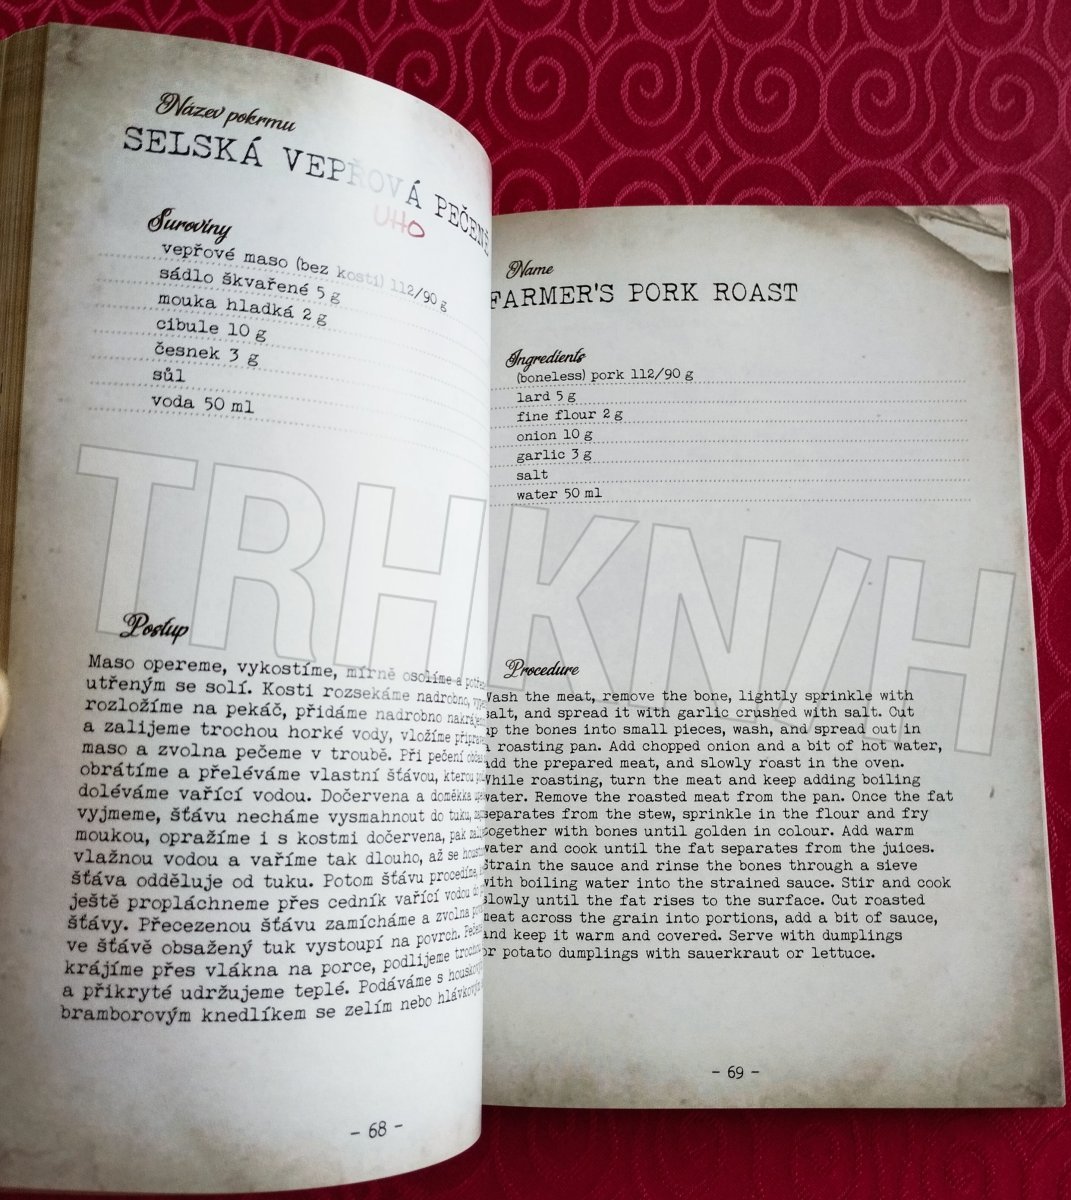 Název pokrmu
SELSKÁ VEPŘOVÁ PEČENĚ
UHO
Suroviny
vepřové maso (bez kostí) 112/90 g
sádlo škvařené 5 g
mouka hladká 2 g
cibule 10 g
česnek 3 g
sůl
voda 50 ml
Postup
Maso opereme, vykostíme, mírně osolíme a
utřeným se solí. Kosti rozsekáme nadrobno,
rozložíme na pekáč, přidáme nadrobno
a zalijeme trochou horké vody, vložíme
maso a zvolna pečeme v troubě. Při pečení
obrátíme a přeléváme vlastní šťávou, kterou
doléváme vařící vodou. Dočervena a doměkka
vyjmeme, šťávu necháme vysmahnout do tuku,
moukou, opražíme i s kostmi dočervena, pak
vlažnou vodou a vaříme tak dlouho, až se
šťáva odděluje od tuku. Potom šťávu procedíme,
ještě propláchneme přes cedník vařící vodou do
šťávy. Přecezenou šťávu zamícháme a zvolna
ve šťávě obsažený tuk vystoupí na povrch.
krájíme přes vlákna na porce, podlijeme trochou
a přikryté udržujeme teplé. Podáváme s
bramborovým knedlíkem se zelím nebo
- 68 -
Name
FARMER'S PORK ROAST
Ingredients
(boneless) pork 112/90 g
lard 5 g
fine flour 2 g
onion 10 g
garlic 3 g
salt
water 50 ml
Procedure
Wash the meat, remove the bone, lightly sprinkle with
salt, and spread it with garlic crushed with salt. Cut
up the bones into small pieces, wash, and spread out in
a roasting pan. Add chopped onion and a bit of hot water,
add the prepared meat, and slowly roast in the oven.
While roasting, turn the meat and keep adding boiling
water. Remove the roasted meat from the pan. Once the fat
separates from the stew, sprinkle in the flour and fry
together with bones until golden in colour. Add warm
water and cook until the fat separates from the juices.
Strain the sauce and rinse the bones through a sieve
with boiling water into the strained sauce. Stir and cook
slowly until the fat rises to the surface. Cut roasted
meat across the grain into portions, add a bit of sauce,
and keep it warm and covered. Serve with dumplings
or potato dumplings with sauerkraut or lettuce.
- 69 -
TRHKN/H